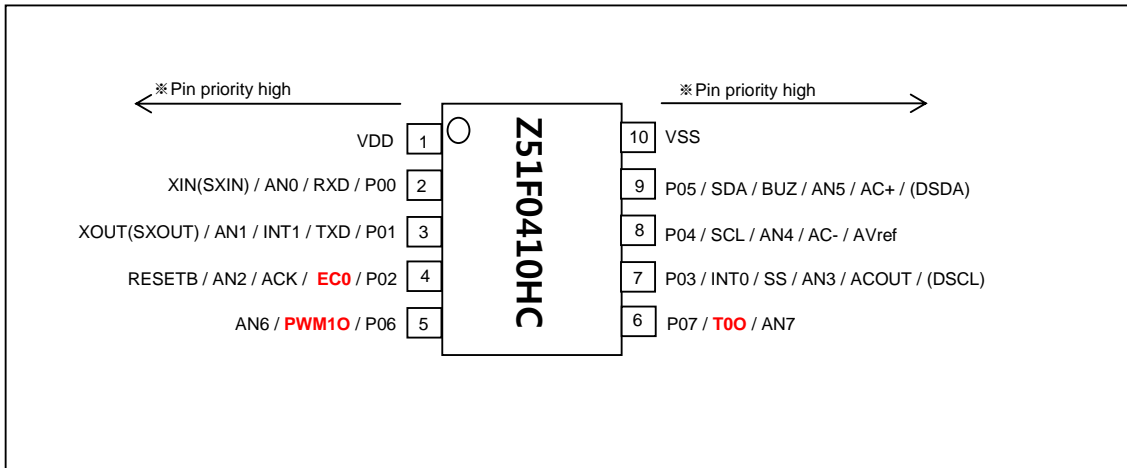 ※Pin priority high
※Pin priority high
VDD 1
10 VSS
XIN(SXIN) / AN0 / RXD / P00 2
9 P05 / SDA / BUZ / AN5 / AC+ / (DSDA)
XOUT(SXOUT) / AN1 / INT1 / TXD / P01 3
8 P04 / SCL / AN4 / AC- / AVref
RESETB / AN2 / ACK / EC0 / P02 4
7 P03 / INT0 / SS / AN3 / ACOUT / (DSCL)
AN6 / PWM1O / P06 5
6 P07 / T0O / AN7
Z51F0410HC